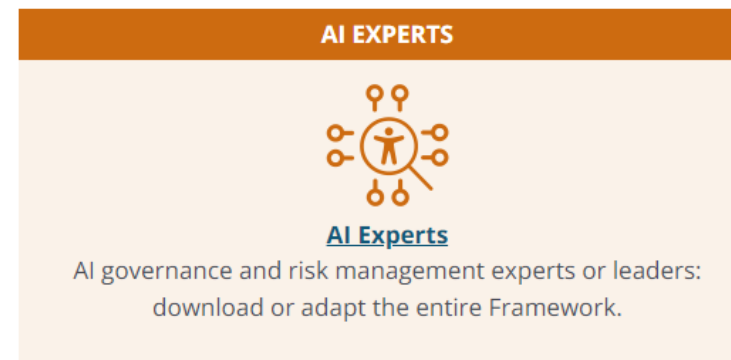 AI EXPERTS
AI Experts
AI governance and risk management experts or leaders:
download or adapt the entire Framework.